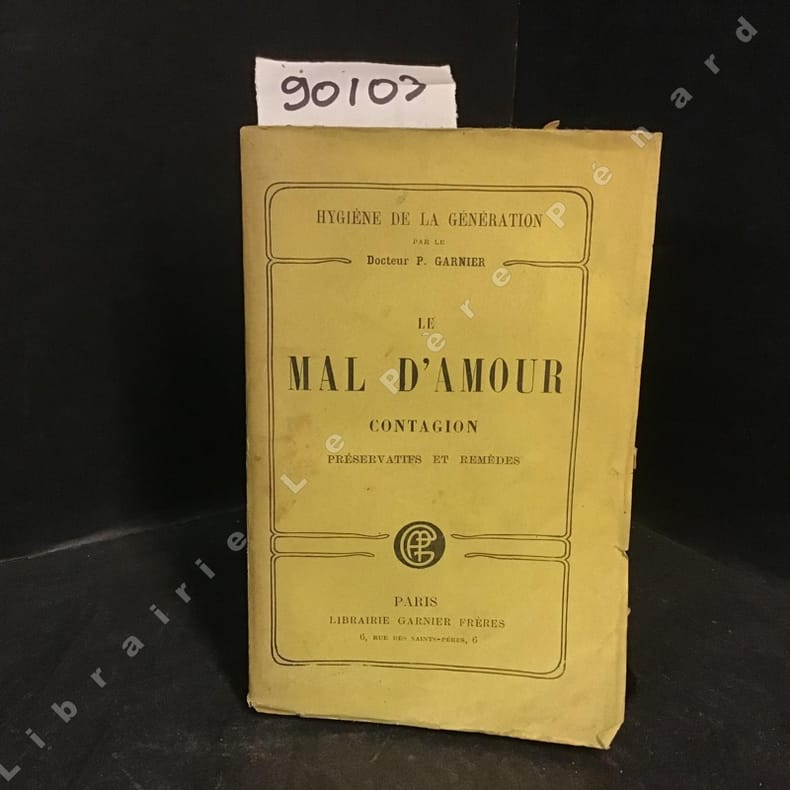 90103
HYGIÈNE DE LA GÉNÉRATION
PAR LE
Docteur P. GARNIER
LE
MAL D'AMOUR
CONTAGION
PRÉSERVATIFS ET REMÈDES
PARIS
LIBRAIRIE GARNIER FRÈRES
6, RUE DES SAINTS-PÈRES, 6
Librairie Le Père Pénard